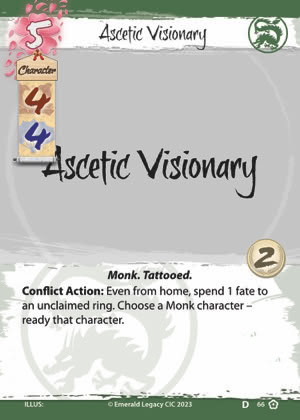 5
Ascetic Visionary
Character
4
4
Ascetic Visionary
2
Monk. Tattooed.
Conflict Action: Even from home, spend 1 fate to
an unclaimed ring. Choose a Monk character –
ready that character.
ILLUS:
© Emerald Legacy CIC 2023
D 66